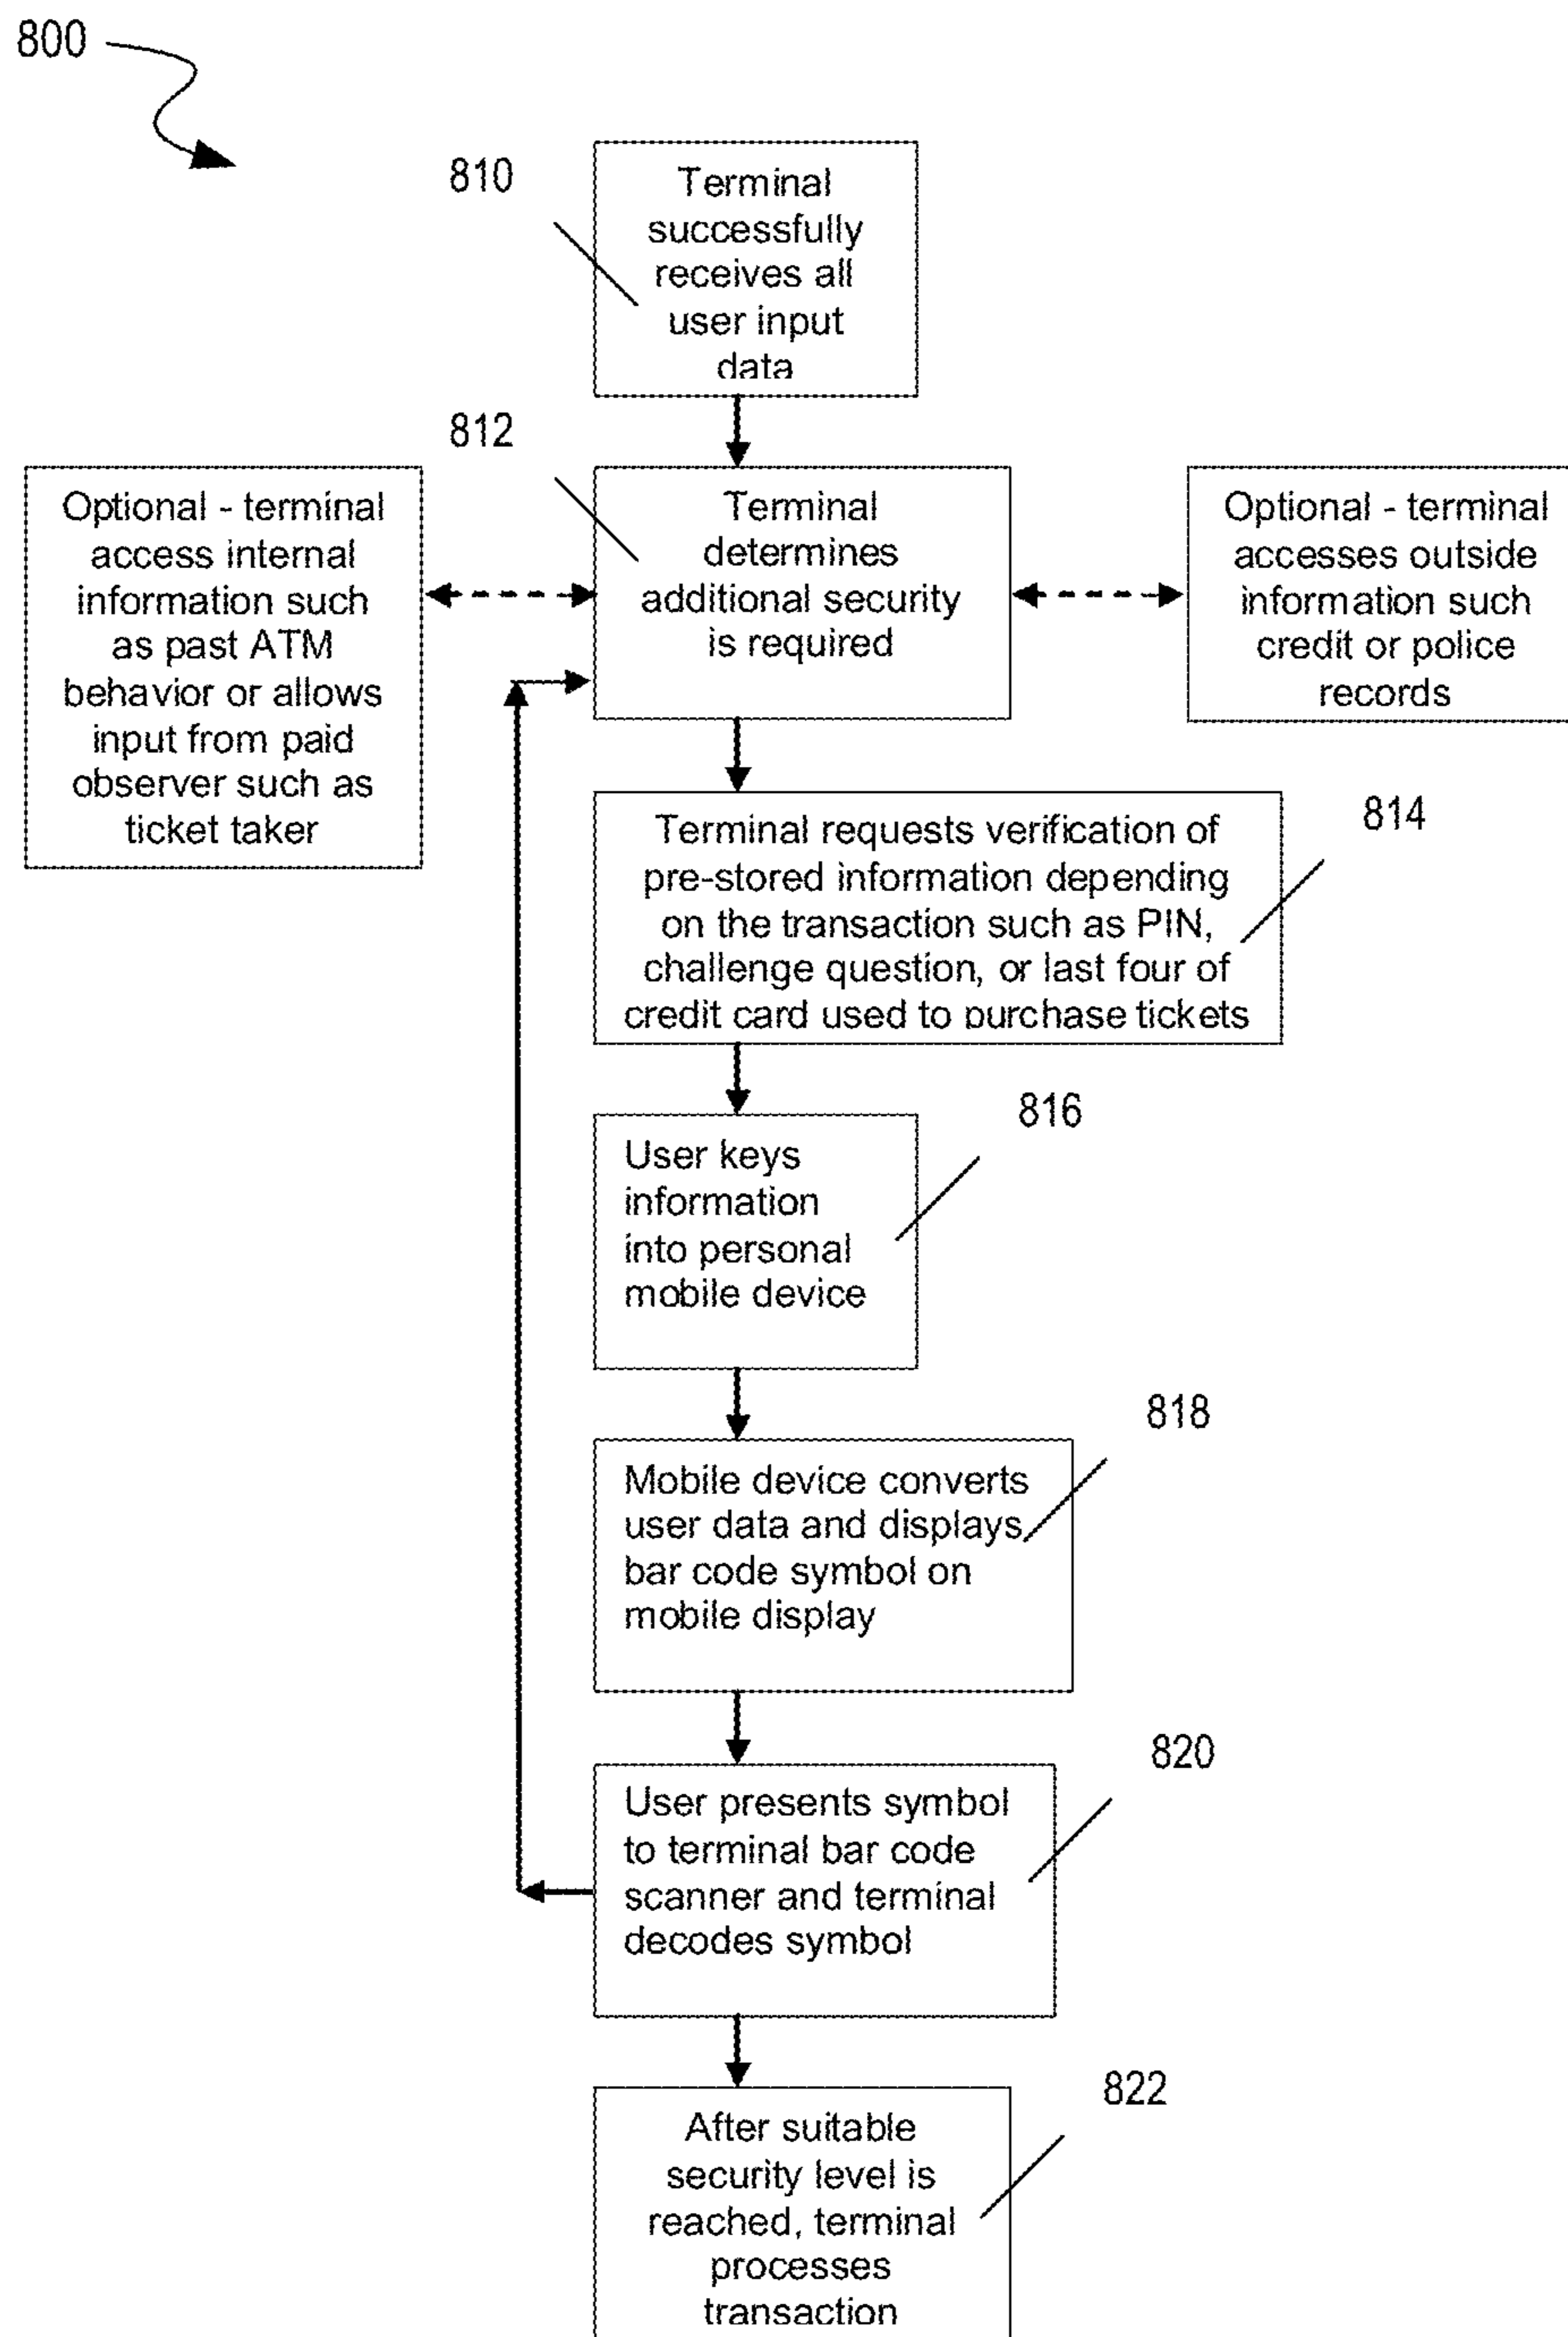 800
810
Terminal
successfully
receives all
user input
data
812
Optional - terminal
access internal
information such
as past ATM
behavior or allows
input from paid
observer such as
ticket taker
Terminal
determines
additional security
is required
Optional - terminal
accesses outside
information such
credit or police
records
814
Terminal requests verification of
pre-stored information depending
on the transaction such as PIN,
challenge question, or last four of
credit card used to purchase tickets
816
User keys
information
into personal
mobile device
818
Mobile device converts
user data and displays
bar code symbol on
mobile display
820
User presents symbol
to terminal bar code
scanner and terminal
decodes symbol
822
After suitable
security level is
reached, terminal
processes
transaction